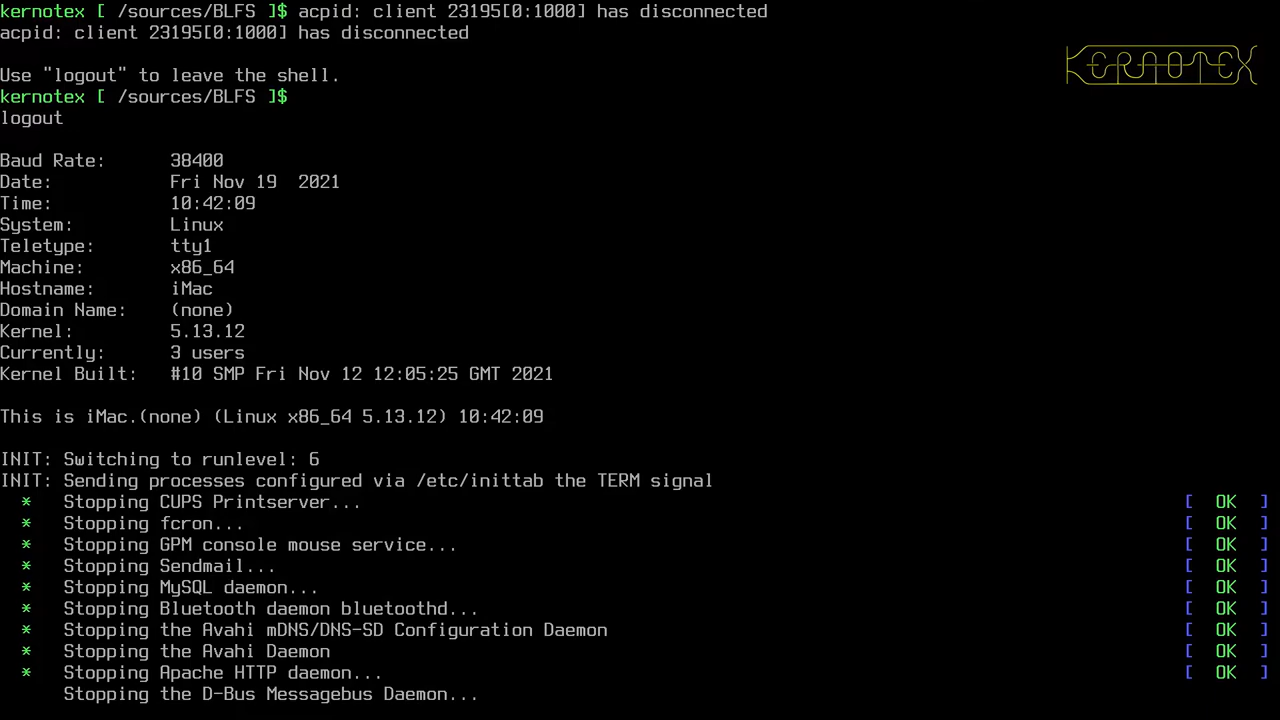 kernotex [ /sources/BLFS ]$ acpid: client 23195[0:1000] has disconnected
acpid: client 23195[0:1000] has disconnected
KERNOTEX
Use "logout" to leave the shell.
kernotex [ /sources/BLFS ]$
logout
Baud Rate: 38400
Date: Fri Nov 19  2021
Time: 10:42:09
System: Linux
Teletype: tty1
Machine: x86_64
Hostname: iMac
Domain Name: (none)
Kernel: 5.13.12
Currently: 3 users
Kernel Built: #10 SMP Fri Nov 12 12:05:25 GMT 2021
This is iMac.(none) (Linux x86_64 5.13.12) 10:42:09
INIT: Switching to runlevel: 6
INIT: Sending processes configured via /etc/inittab the TERM signal
* Stopping CUPS Printserver... [ OK ]
* Stopping fcron... [ OK ]
* Stopping GPM console mouse service... [ OK ]
* Stopping Sendmail... [ OK ]
* Stopping MySQL daemon... [ OK ]
* Stopping Bluetooth daemon bluetoothd... [ OK ]
* Stopping the Avahi mDNS/DNS-SD Configuration Daemon [ OK ]
* Stopping the Avahi Daemon [ OK ]
* Stopping Apache HTTP daemon... [ OK ]
Stopping the D-Bus Messagebus Daemon...